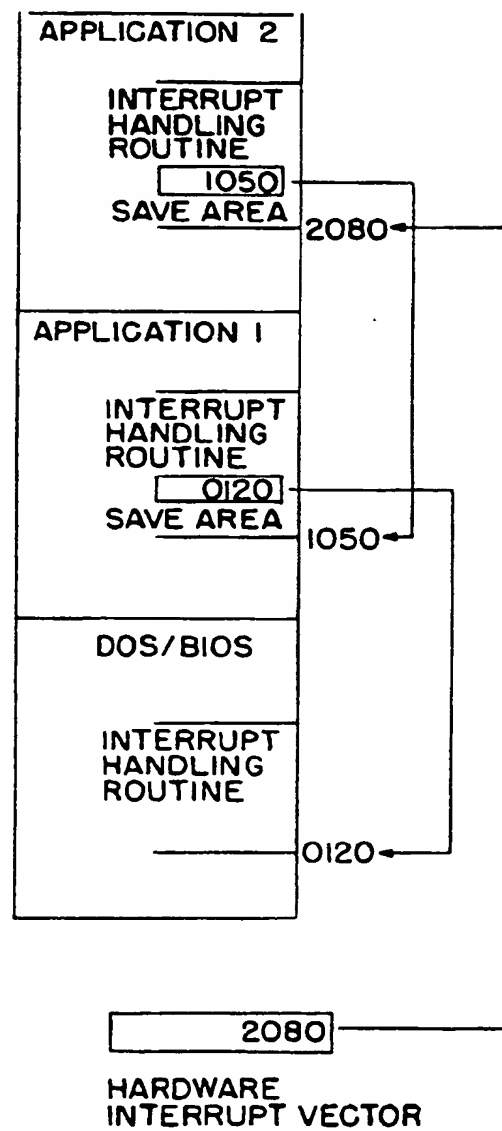 APPLICATION 2
INTERRUPT
HANDLING
ROUTINE
1050
SAVE AREA
2080
APPLICATION 1
INTERRUPT
HANDLING
ROUTINE
0120
SAVE AREA
1050
DOS/BIOS
INTERRUPT
HANDLING
ROUTINE
0120
2080
HARDWARE
INTERRUPT VECTOR